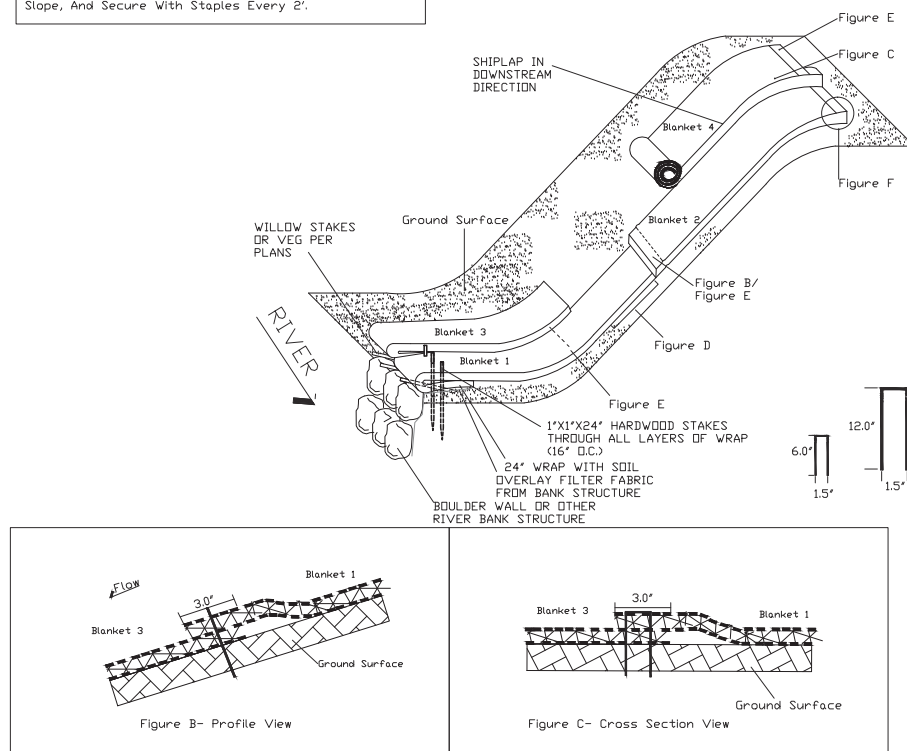 Slope, And Secure With Staples Every 2'.
Figure E
Figure C
SHIPLAP IN
DOWNSTREAM
DIRECTION
Blanket 4
Figure F
WILLOW STAKES
OR VEG PER
PLANS
Ground Surface
Blanket 2
Figure B/
Figure E
RIVER
Blanket 3
Blanket 1
Figure D
Figure E
1"X1"X24" HARDWOOD STAKES
THROUGH ALL LAYERS OF WRAP
(16" O.C.)
24" WRAP WITH SOIL
OVERLAY FILTER FABRIC
FROM BANK STRUCTURE
BOULDER WALL OR OTHER
RIVER BANK STRUCTURE
6.0"
1.5"
12.0"
1.5"
Flow
3.0"
Blanket 1
Blanket 3
Ground Surface
Figure B- Profile View
3.0"
Blanket 3
Blanket 1
Ground Surface
Figure C- Cross Section View